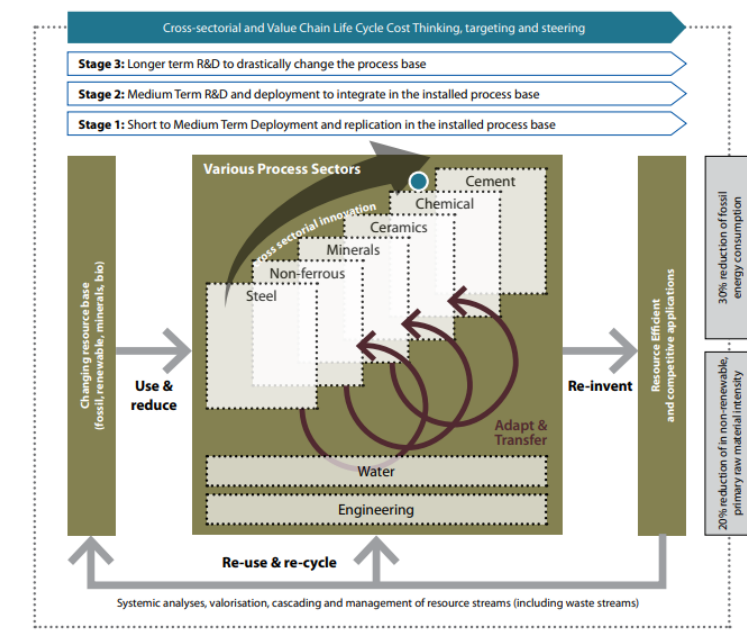 Cross-sectorial and Value Chain Life Cycle Cost Thinking, targeting and steering
Stage 3: Longer term R&D to drastically change the process base
Stage 2: Medium Term R&D and deployment to integrate in the installed process base
Stage 1: Short to Medium Term Deployment and replication in the installed process base
Changing resource base
(fossil, renewable, minerals, bio)
Use &
reduce
Various Process Sectors
cross sectorial innovation
Cement
Chemical
Ceramics
Minerals
Non-ferrous
Steel
Adapt &
Transfer
Water
Engineering
Re-invent
Resource Efficient
and competitive applications
30% reduction of fossil
energy consumption
20% reduction of in non-renewable,
primary raw material intensity
Re-use & re-cycle
Systemic analyses, valorisation, cascading and management of resource streams (including waste streams)